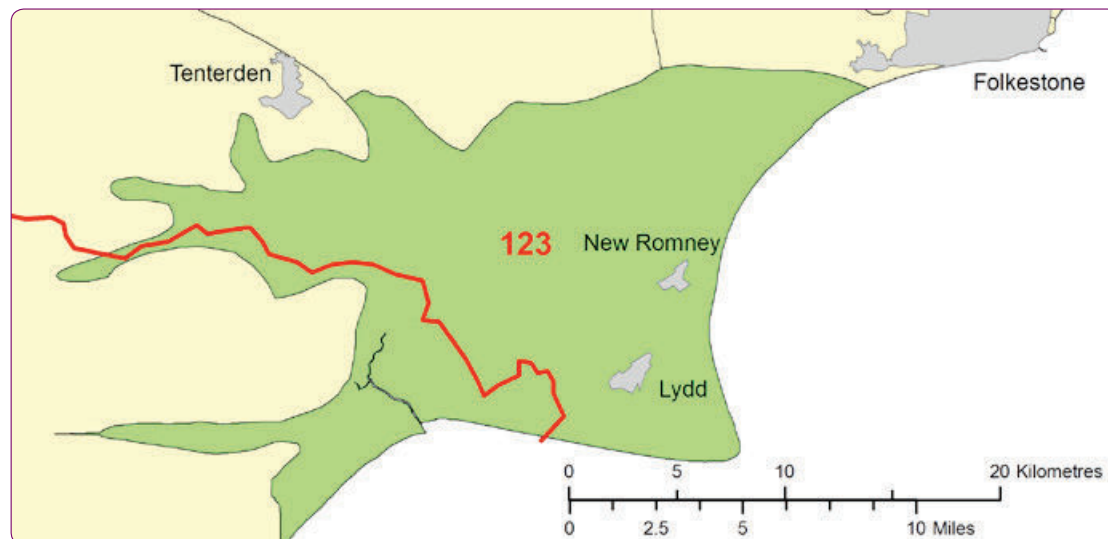 Tenterden
Folkestone
123
New Romney
Lydd
0 5 10 20 Kilometres
0 2.5 5 10 Miles